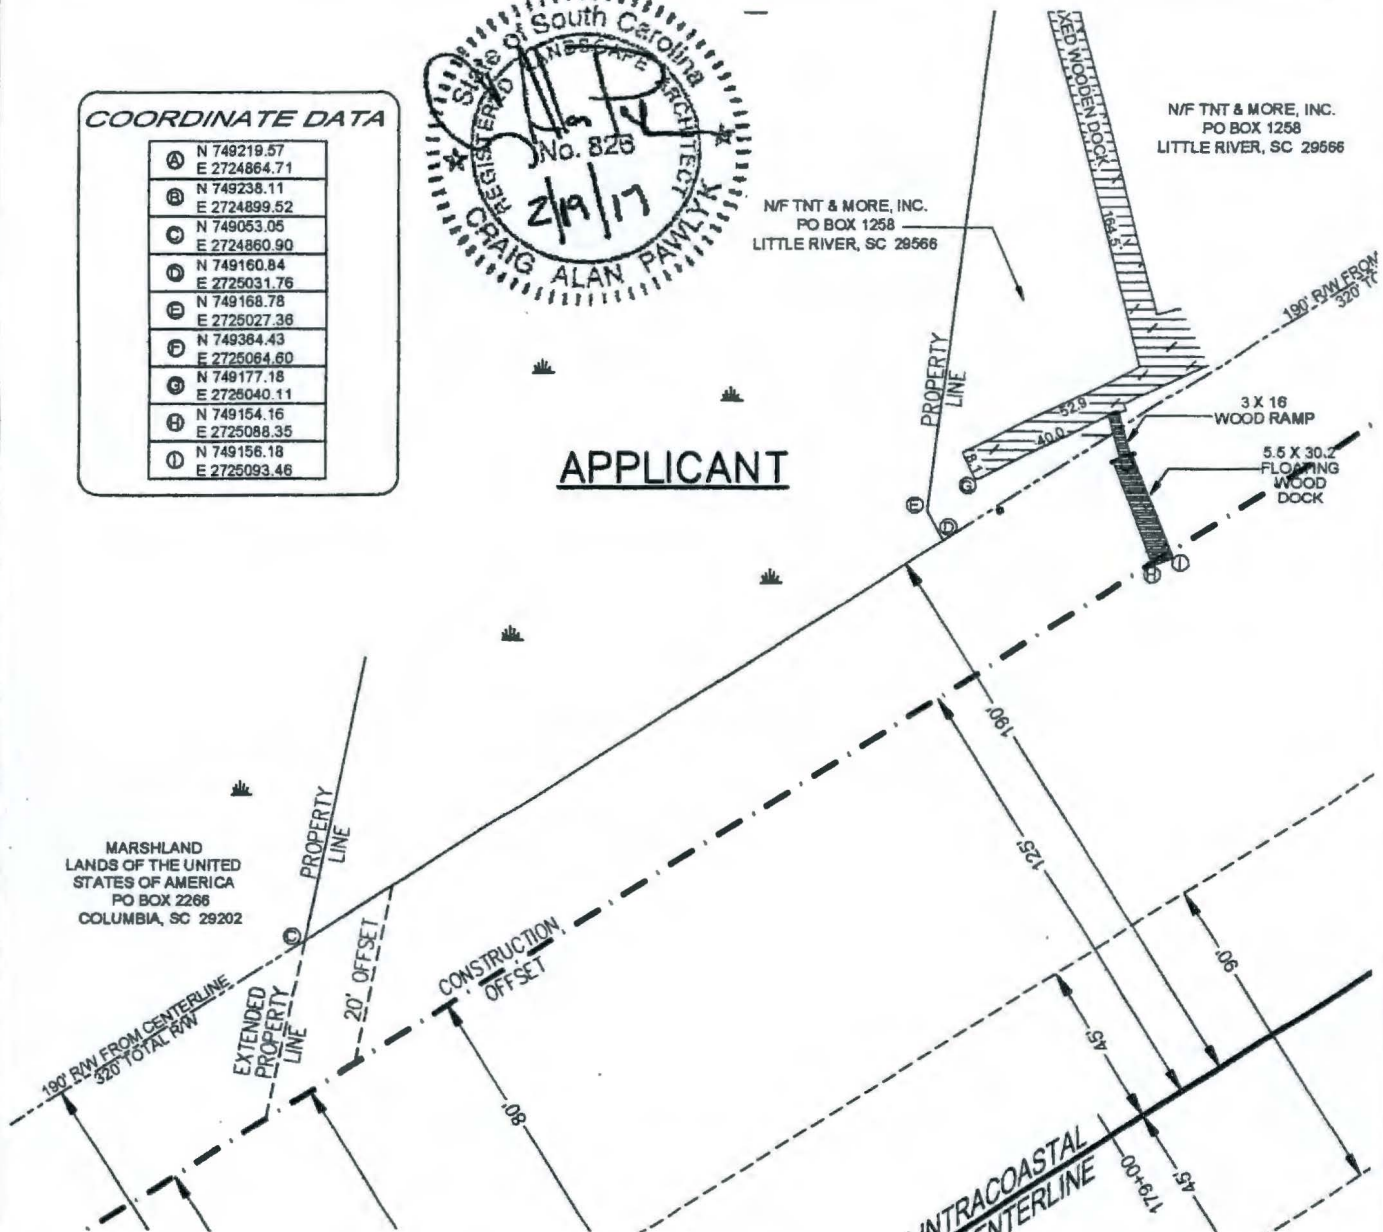 COORDINATE DATA
A N 749219.57
E 2724864.71
B N 749238.11
E 2724899.52
C N 749053.05
E 2724860.90
D N 749160.84
E 2725031.76
E N 749168.78
E 2725027.36
F N 749364.43
E 2725064.60
G N 749177.18
E 2725040.11
H N 749154.16
E 2725088.35
I N 749156.18
E 2725093.46
State of South Carolina
REGISTERED LANDSCAPE ARCHITECT
No. 826
2/19/17
CRAIG ALAN PAWLYK
XED WOODEN DOCK
164.5'
N/F TNT & MORE, INC.
PO BOX 1258
LITTLE RIVER, SC 29566
N/F TNT & MORE, INC.
PO BOX 1258
LITTLE RIVER, SC 29566
190' R/W FROM
320' TO
PROPERTY
LINE
52.9
40.0
8.1
3 X 16
WOOD RAMP
5.5 X 30.2
FLOATING
WOOD
DOCK
APPLICANT
G
E
D
H
I
190'
125'
PROPERTY
LINE
MARSHLAND
LANDS OF THE UNITED
STATES OF AMERICA
PO BOX 2266
COLUMBIA, SC 29202
C
20' OFFSET
CONSTRUCTION
OFFSET
EXTENDED
PROPERTY
LINE
190' R/W FROM CENTERLINE
320' TOTAL R/W
80'
90'
45'
45'
179+00
INTRACOASTAL
ENTERLINE